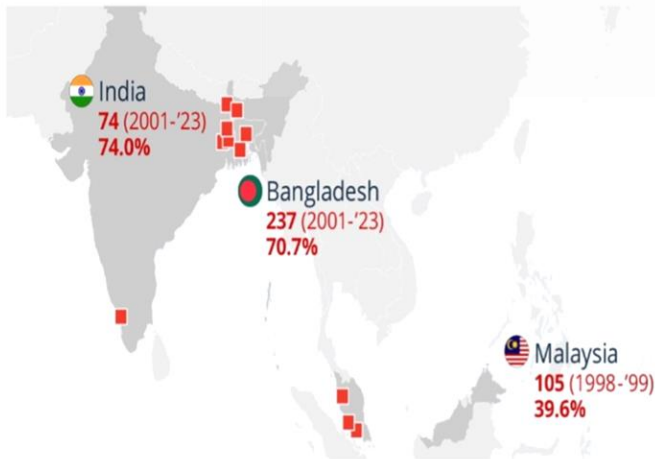 India
74 (2001-’23)
74.0%
Bangladesh
237 (2001-’23)
70.7%
Malaysia
105 (1998-’99)
39.6%